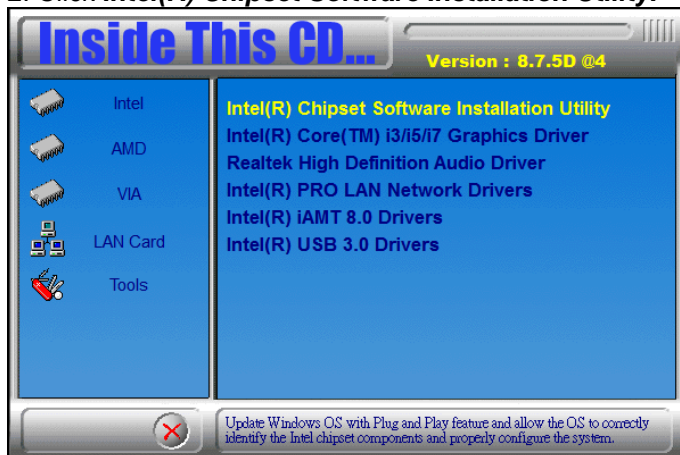 2. Click Intel(R) Chipset Software Installation Utility.
Inside This CD...
Version : 8.7.5D @4
Intel
AMD
VIA
LAN Card
Tools
Intel(R) Chipset Software Installation Utility
Intel(R) Core(TM) i3/i5/i7 Graphics Driver
Realtek High Definition Audio Driver
Intel(R) PRO LAN Network Drivers
Intel(R) iAMT 8.0 Drivers
Intel(R) USB 3.0 Drivers
Update Windows OS with Plug and Play feature and allow the OS to correctly
identify the Intel chipset components and properly configure the system.